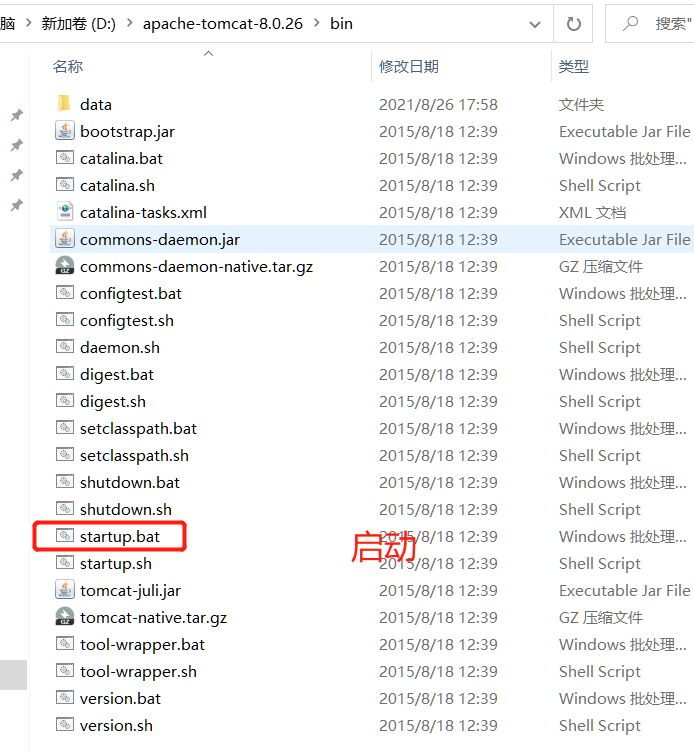 脑 > 新加卷 (D:) > apache-tomcat-8.0.26 > bin 搜索"
名称 修改日期 类型
data 2021/8/26 17:58 文件夹
bootstrap.jar 2015/8/18 12:39 Executable Jar File
catalina.bat 2015/8/18 12:39 Windows 批处理...
catalina.sh 2015/8/18 12:39 Shell Script
catalina-tasks.xml 2015/8/18 12:39 XML 文档
commons-daemon.jar 2015/8/18 12:39 Executable Jar File
commons-daemon-native.tar.gz 2015/8/18 12:39 GZ 压缩文件
configtest.bat 2015/8/18 12:39 Windows 批处理...
configtest.sh 2015/8/18 12:39 Shell Script
daemon.sh 2015/8/18 12:39 Shell Script
digest.bat 2015/8/18 12:39 Windows 批处理...
digest.sh 2015/8/18 12:39 Shell Script
setclasspath.bat 2015/8/18 12:39 Windows 批处理...
setclasspath.sh 2015/8/18 12:39 Shell Script
shutdown.bat 2015/8/18 12:39 Windows 批处理...
shutdown.sh 2015/8/18 12:39 Shell Script
startup.bat 启动 2015/8/18 12:39 Windows 批处理...
startup.sh 2015/8/18 12:39 Shell Script
tomcat-juli.jar 2015/8/18 12:39 Executable Jar File
tomcat-native.tar.gz 2015/8/18 12:39 GZ 压缩文件
tool-wrapper.bat 2015/8/18 12:39 Windows 批处理...
tool-wrapper.sh 2015/8/18 12:39 Shell Script
version.bat 2015/8/18 12:39 Windows 批处理...
version.sh 2015/8/18 12:39 Shell Script